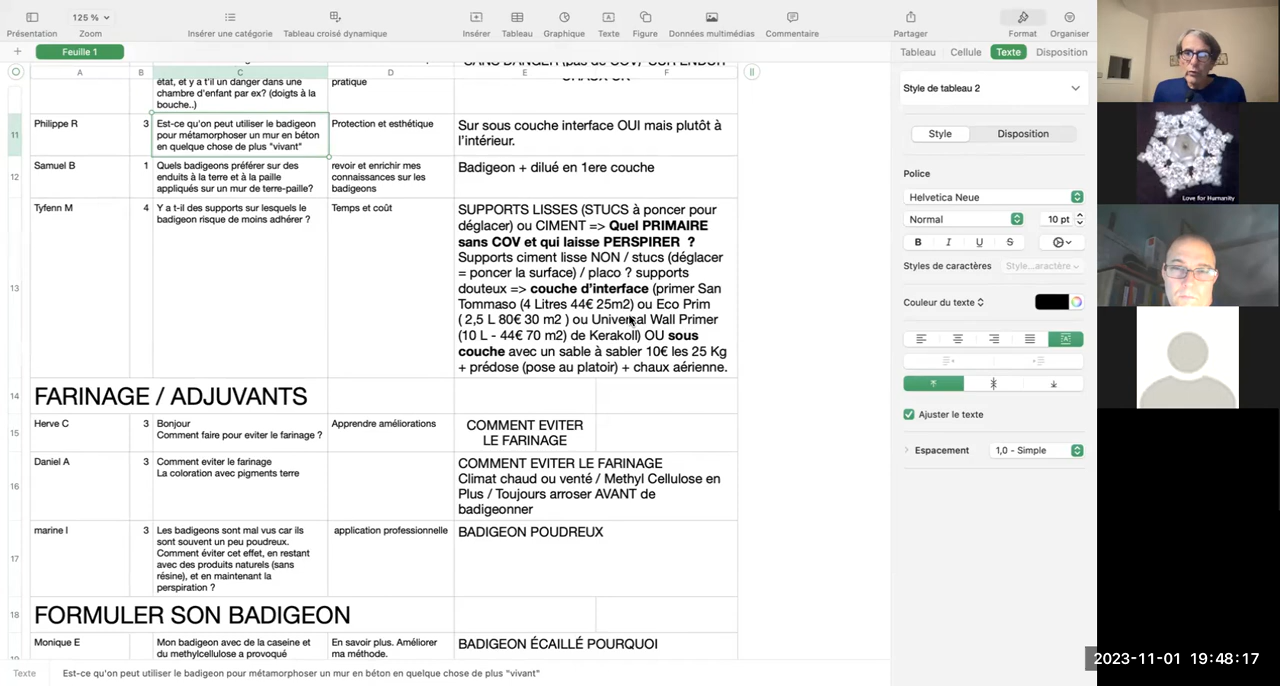 125 %
Présentation
Zoom
Insérer une catégorie
Tableau croisé dynamique
Insérer
Tableau
Graphique
Texte
Figure
Données multimédias
Commentaire
Partager
Format
Organiser
+
Feuille 1
Tableau
Cellule
Texte
Disposition
A
B
C
D
E
F
état, et y a t'il un danger dans une
chambre d'enfant par ex? (doigts à la
bouche..)
pratique
11
Philippe R
3
Est-ce qu'on peut utiliser le badigeon
pour métamorphoser un mur en béton
en quelque chose de plus "vivant"
Protection et esthétique
Sur sous couche interface OUI mais plutôt à
l'intérieur.
12
Samuel B
1
Quels badigeons préférer sur des
enduits à la terre et à la paille
appliqués sur un mur de terre-paille?
revoir et enrichir mes
connaissances sur les
badigeons
Badigeon + dilué en 1ere couche
13
Tyfenn M
4
Y a t-il des supports sur lesquels le
badigeon risque de moins adhérer ?
Temps et coût
SUPPORTS LISSES (STUCS à poncer pour
déglacer) ou CIMENT => Quel PRIMAIRE
sans COV et qui laisse PERSPIRER ?
Supports ciment lisse NON / stucs (déglacer
= poncer la surface) / placo ? supports
douteux => couche d'interface (primer San
Tommaso (4 Litres 44€ 25m2) ou Eco Prim
( 2,5 L 80€ 30 m2 ) ou Universal Wall Primer
(10 L - 44€ 70 m2) de Kerakoll) OU sous
couche avec un sable à sabler 10€ les 25 Kg
+ prédose (pose au platoir) + chaux aérienne.
14
FARINAGE / ADJUVANTS
15
Herve C
3
Bonjour
Comment faire pour eviter le farinage ?
Apprendre améliorations
COMMENT EVITER
LE FARINAGE
16
Daniel A
3
Comment eviter le farinage
La coloration avec pigments terre
COMMENT EVITER LE FARINAGE
Climat chaud ou venté / Methyl Cellulose en
Plus / Toujours arroser AVANT de
badigeonner
17
marine l
3
Les badigeons sont mal vus car ils
sont souvent un peu poudreux.
Comment éviter cet effet, en restant
avec des produits naturels (sans
résine), et en maintenant la
perspiration ?
application professionnelle
BADIGEON POUDREUX
18
FORMULER SON BADIGEON
Monique E
Mon badigeon avec de la caseine et
du methylcellulose a provoqué
En savoir plus. Améliorer
ma méthode.
BADIGEON ÉCAILLÉ POURQUOI
Texte
Est-ce qu'on peut utiliser le badigeon pour métamorphoser un mur en béton en quelque chose de plus "vivant"
Style de tableau 2
Style
Disposition
Police
Helvetica Neue
Normal
10 pt
B
I
U
S
Styles de caractères
Style...aractère
Couleur du texte
Ajuster le texte
Espacement
1,0 - Simple
Love for Humanity
2023-11-01 19:48:17